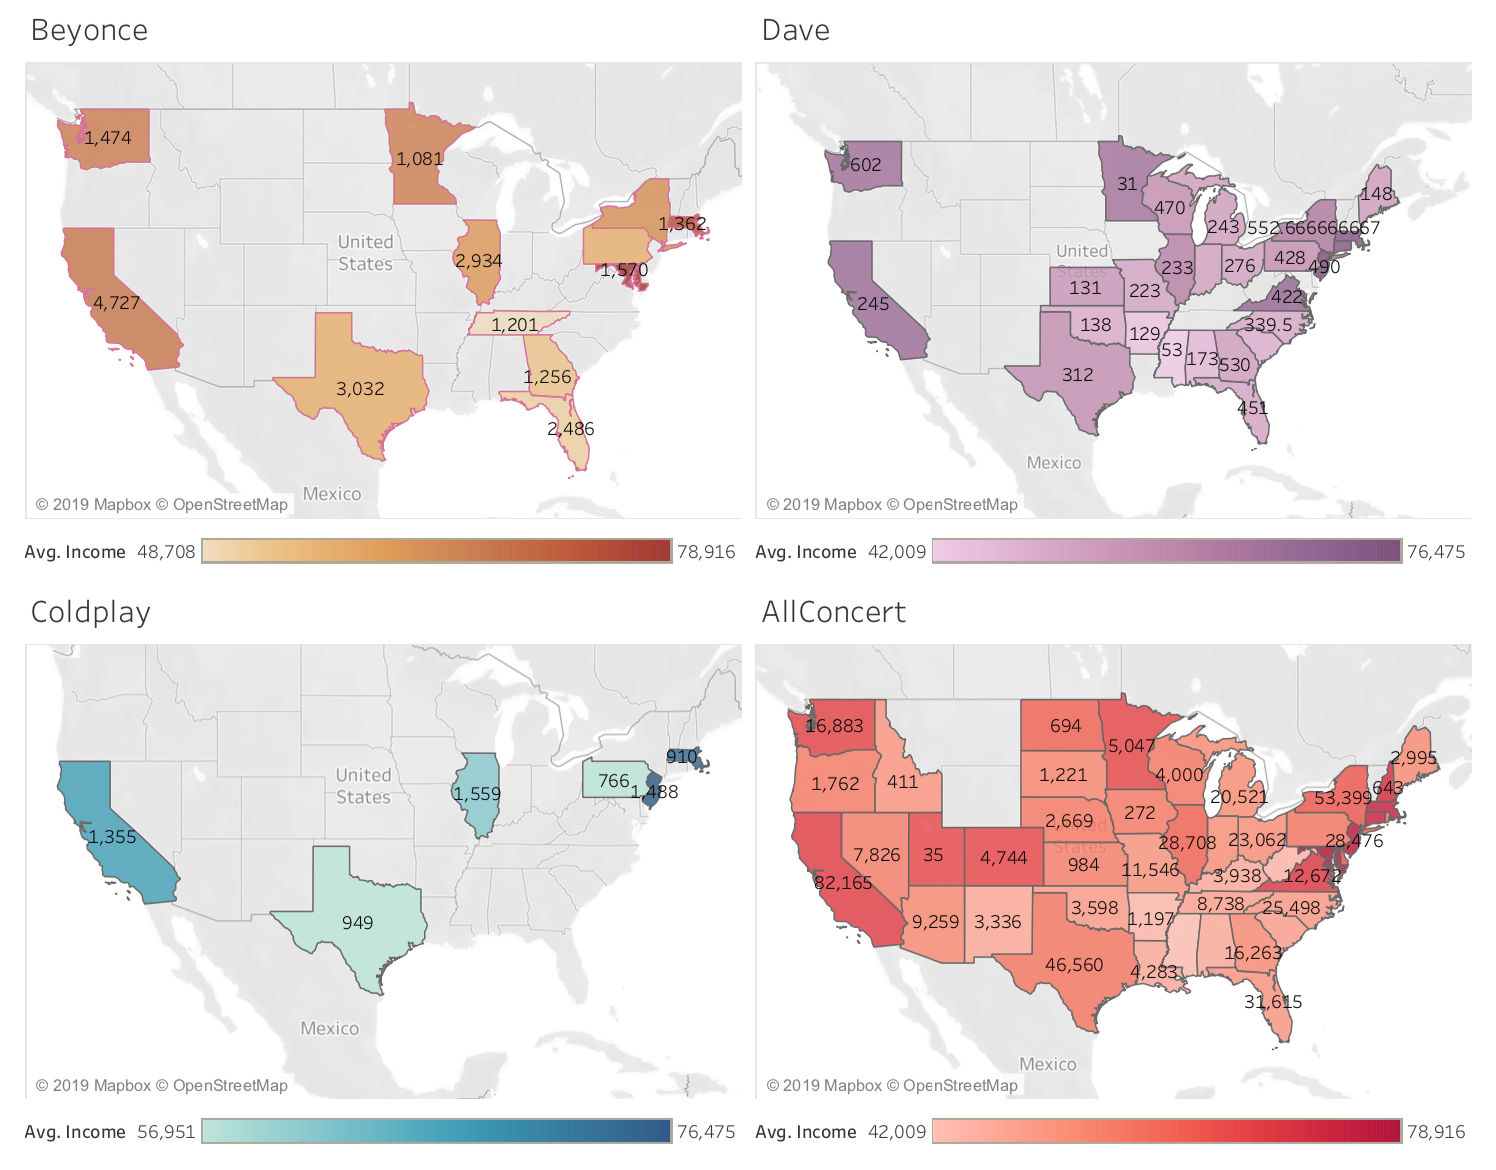 Beyonce
1,474
1,081
1,362
United
States
2,934
1,570
4,727
1,201
1,256
3,032
2,486
Mexico
© 2019 Mapbox © OpenStreetMap
Avg. Income 48,708 78,916
Dave
602
31
148
470
243 552.666666667
United
States
428
233 276 490
131 223
245 422
138 339.5
129
53
173 530
312
451
Mexico
© 2019 Mapbox © OpenStreetMap
Avg. Income 42,009 76,475
Coldplay
910
United
States
766
1,559 1,488
1,355
949
Mexico
© 2019 Mapbox © OpenStreetMap
Avg. Income 56,951 76,475
AllConcert
16,883 694
5,047
2,995
1,762 411 1,221 4,000
643
20,521 53,399
272
2,669
United
States
28,708 23,062 28,476
7,826 35 4,744
984 11,546
82,165 3,938 12,672
8,738 25,498
9,259 3,336 3,598 1,197
16,263
46,560 4,283
31,615
Mexico
© 2019 Mapbox © OpenStreetMap
Avg. Income 42,009 78,916